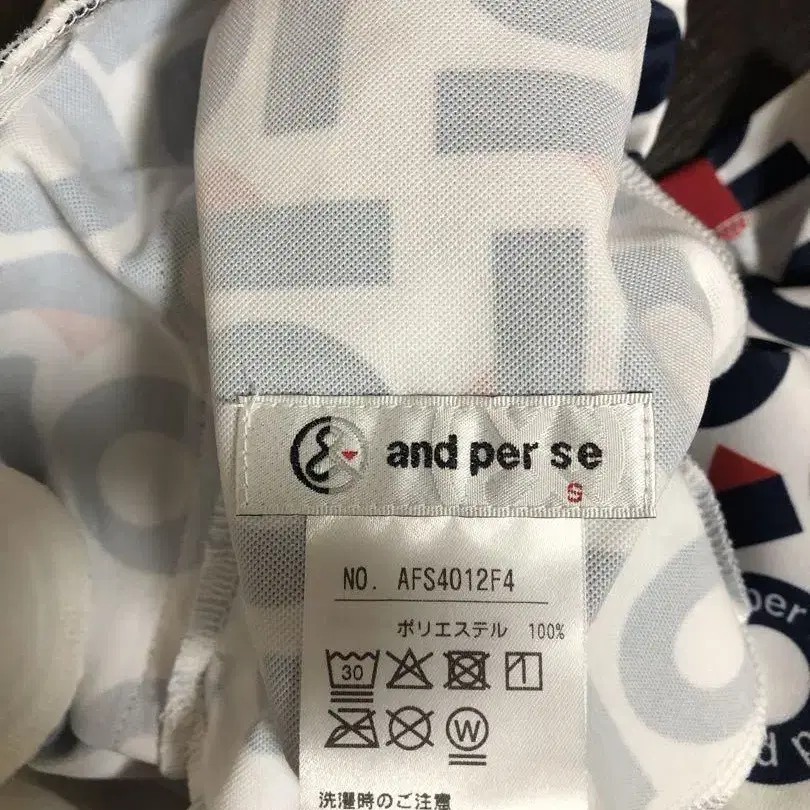 and per se
S
NO. AFS4012F4
ポリエステル 100%
30
W
洗濯時のご注意
per
d p